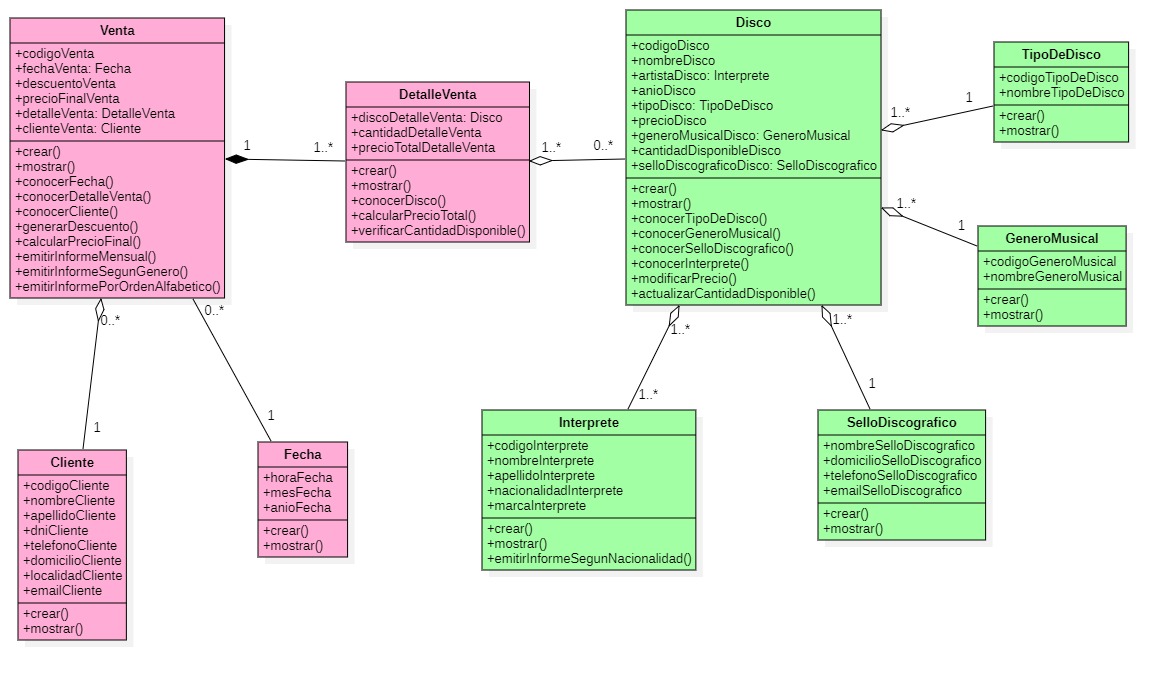 Venta
+codigoVenta
+fechaVenta: Fecha
+descuentoVenta
+precioFinalVenta
+detalleVenta: DetalleVenta
+clienteVenta: Cliente
+crear()
+mostrar()
+conocerFecha()
+conocerDetalleVenta()
+conocerCliente()
+generarDescuento()
+calcularPrecioFinal()
+emitirInformeMensual()
+emitirInformeSegunGenero()
+emitirInformePorOrdenAlfabetico()
1
1..*
DetalleVenta
+discoDetalleVenta: Disco
+cantidadDetalleVenta
+precioTotalDetalleVenta
+crear()
+mostrar()
+conocerDisco()
+calcularPrecioTotal()
+verificarCantidadDisponible()
1..*
0..*
Disco
+codigoDisco
+nombreDisco
+artistaDisco: Interprete
+anioDisco
+tipoDisco: TipoDeDisco
+precioDisco
+generoMusicalDisco: GeneroMusical
+cantidadDisponibleDisco
+selloDiscograficoDisco: SelloDiscografico
+crear()
+mostrar()
+conocerTipoDeDisco()
+conocerGeneroMusical()
+conocerSelloDiscografico()
+conocerInterprete()
+modificarPrecio()
+actualizarCantidadDisponible()
1..*
1
TipoDeDisco
+codigoTipoDeDisco
+nombreTipoDeDisco
+crear()
+mostrar()
1..*
1
GeneroMusical
+codigoGeneroMusical
+nombreGeneroMusical
+crear()
+mostrar()
0..*
1
Cliente
+codigoCliente
+nombreCliente
+apellidoCliente
+dniCliente
+telefonoCliente
+domicilioCliente
+localidadCliente
+emailCliente
+crear()
+mostrar()
0..*
1
Fecha
+horaFecha
+mesFecha
+anioFecha
+crear()
+mostrar()
1..*
1..*
Interprete
+codigoInterprete
+nombreInterprete
+apellidoInterprete
+nacionalidadInterprete
+marcaInterprete
+crear()
+mostrar()
+emitirInformeSegunNacionalidad()
1..*
1
SelloDiscografico
+nombreSelloDiscografico
+domicilioSelloDiscografico
+telefonoSelloDiscografico
+emailSelloDiscografico
+crear()
+mostrar()